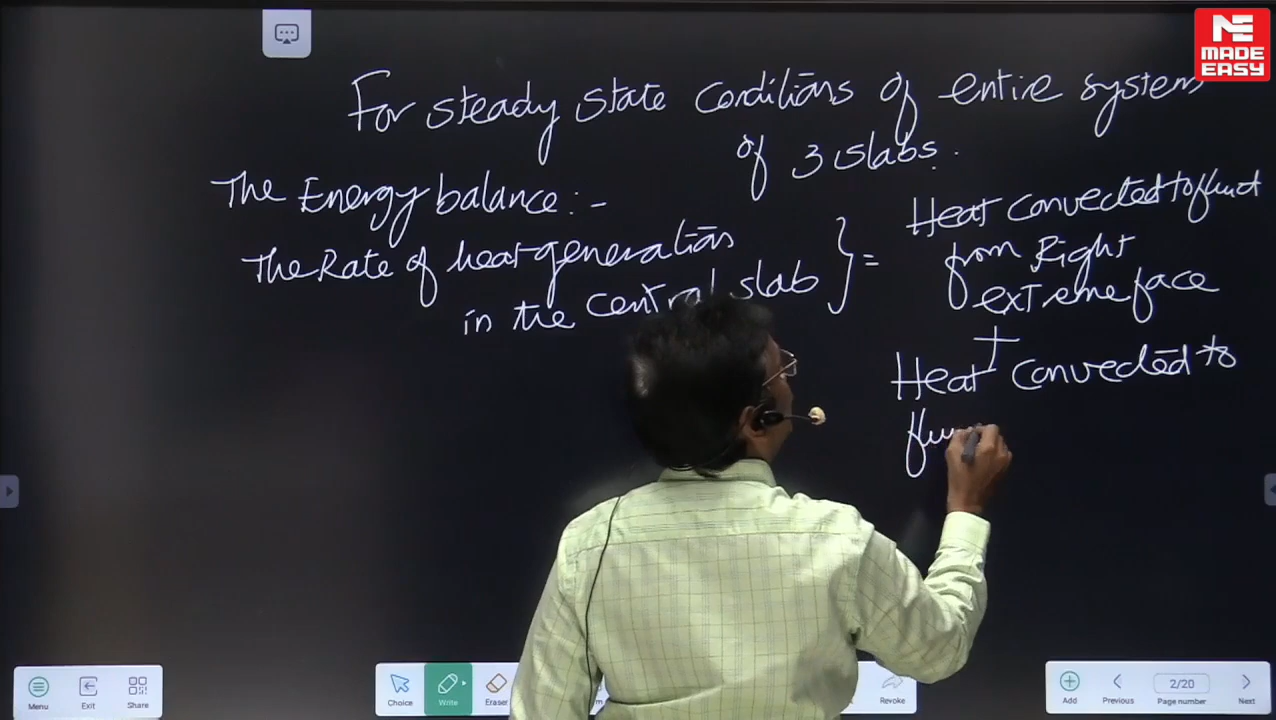 MADE
EASY
For steady state conditions of entire system
of 3 slabs.
The Energy balance:-
The Rate of heat generation
in the central slab } =
Heat convected to fluid
from Right
extreme face
+
Heat convected to
Menu
Exit
Share
Choice
Write
Eraser
Revoke
Add
Previous
2/20
Page number
Next